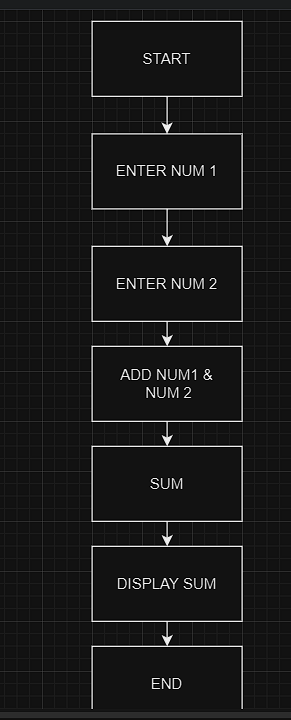 START
ENTER NUM 1
ENTER NUM 2
ADD NUM1 &
NUM 2
SUM
DISPLAY SUM
END